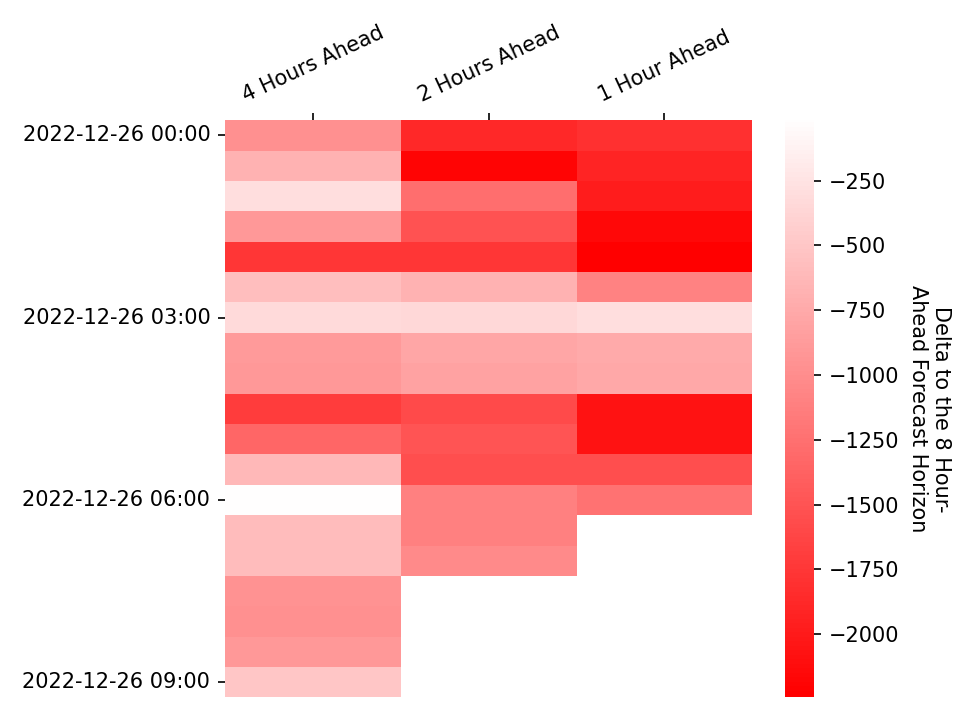 4 Hours Ahead
2 Hours Ahead
1 Hour Ahead
2022-12-26 00:00
2022-12-26 03:00
2022-12-26 06:00
2022-12-26 09:00
−250
−500
−750
−1000
−1250
−1500
−1750
−2000
Delta to the 8 Hour-
Ahead Forecast Horizon